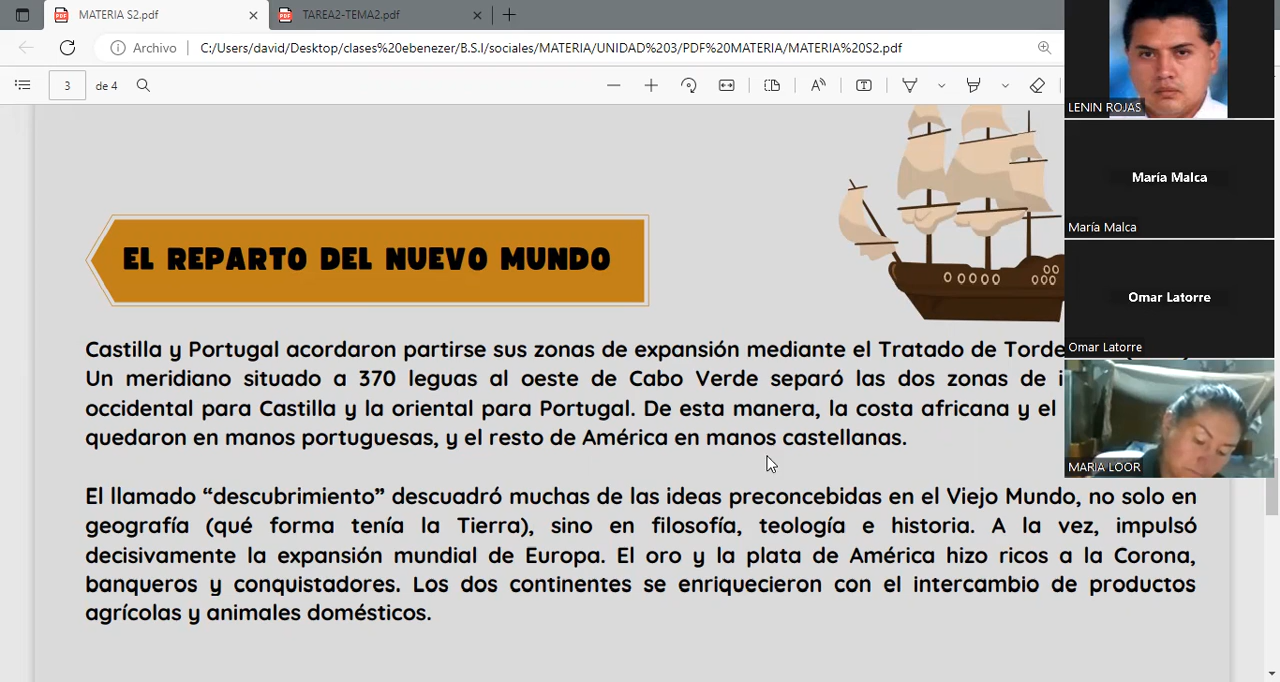 MATERIA S2.pdf
TAREA2-TEMA2.pdf
Archivo
C:/Users/david/Desktop/clases%20ebenezer/B.S.I/sociales/MATERIA/UNIDAD%203/PDF%20MATERIA/MATERIA%20S2.pdf
3 de 4
LENIN ROJAS
María Malca
María Malca
Omar Latorre
Omar Latorre
MARIA LOOR
EL REPARTO DEL NUEVO MUNDO
Castilla y Portugal acordaron partirse sus zonas de expansión mediante el Tratado de
Un meridiano situado a 370 leguas al oeste de Cabo Verde separó las dos zonas de
occidental para Castilla y la oriental para Portugal. De esta manera, la costa africana y el
quedaron en manos portuguesas, y el resto de América en manos castellanas.
El llamado “descubrimiento” descuadró muchas de las ideas preconcebidas en el Viejo Mundo, no solo en
geografía (qué forma tenía la Tierra), sino en filosofía, teología e historia. A la vez, impulsó
decisivamente la expansión mundial de Europa. El oro y la plata de América hizo ricos a la Corona,
banqueros y conquistadores. Los dos continentes se enriquecieron con el intercambio de productos
agrícolas y animales domésticos.